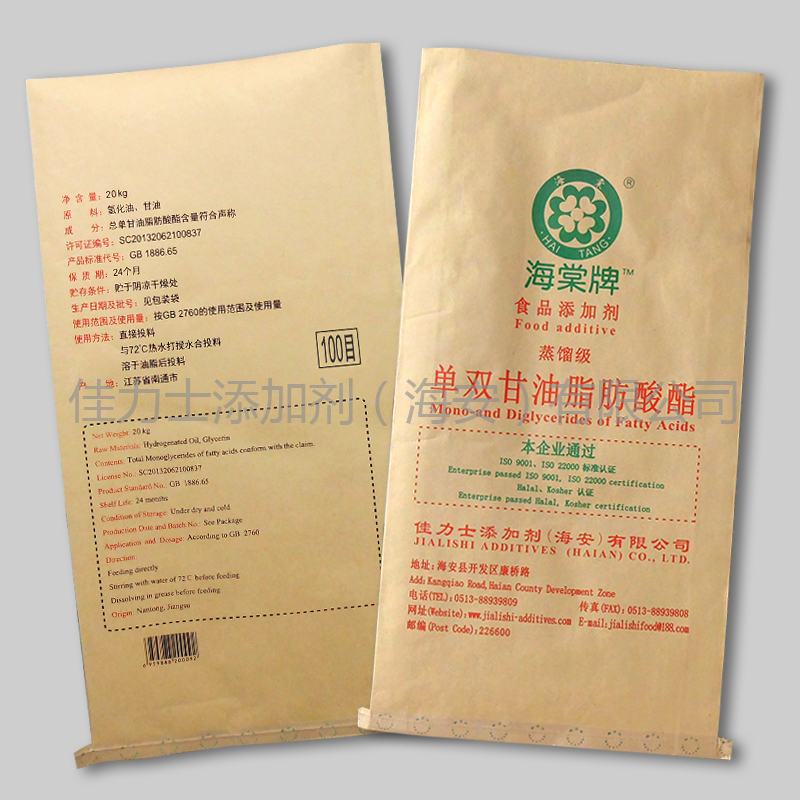 净 含 量：20kg
原 料：氢化油、甘油
成 分：总单甘油脂肪酸酯含量符合声称
许可证编号：SC20132062100837
产品标准代号：GB 1886.65
保 质 期：24个月
贮存条件：贮于阴凉干燥处
生产日期及批号：见包装袋
使用范围及使用量：按GB 2760的使用范围及使用量
使用方法：直接投料
与72℃热水打搅水合投料
溶于油脂后投料
产 地：江苏省南通市
100目
Net Weight: 20 kg
Raw Materials: Hydrogenated Oil, Glycerin
Contents: Total Monoglycerides of fatty acids conform with the claim.
License No.: SC20132062100837
Product Standard No.: GB 1886.65
Shelf Life: 24 months
Condition of Storage: Under dry and cold
Production Date and Batch No.: See Package
Application and Dosage: According to GB 2760
Direction:
Feeding directly
Stirring with water of 72℃ before feeding
Dissolving in grease before feeding
Origin: Nantong, Jiangsu
6 919888 200092
海棠
HAI TANG
®
海棠牌™
食品添加剂
Food additive
蒸馏级
单双甘油脂肪酸酯
Mono-and Diglycerides of Fatty Acids
本企业通过
ISO 9001, ISO 22000 标准认证
Enterprise passed ISO 9001, ISO 22000 certification
Halal, Kosher 认证
Enterprise passed Halal, Kosher certification
佳力士添加剂(海安)有限公司
JIALISHI ADDITIVES (HAIAN) CO., LTD.
地址:海安县开发区康桥路
Add:Kangqiao Road,Haian County Development Zone
电话(TEL):0513-88939809 传真(FAX):0513-88939808
网址(Website):www.jialishi-additives.com E-mail:jialishifood@188.com
邮编(Post Code):226600
佳力士添加剂（海安）有限公司